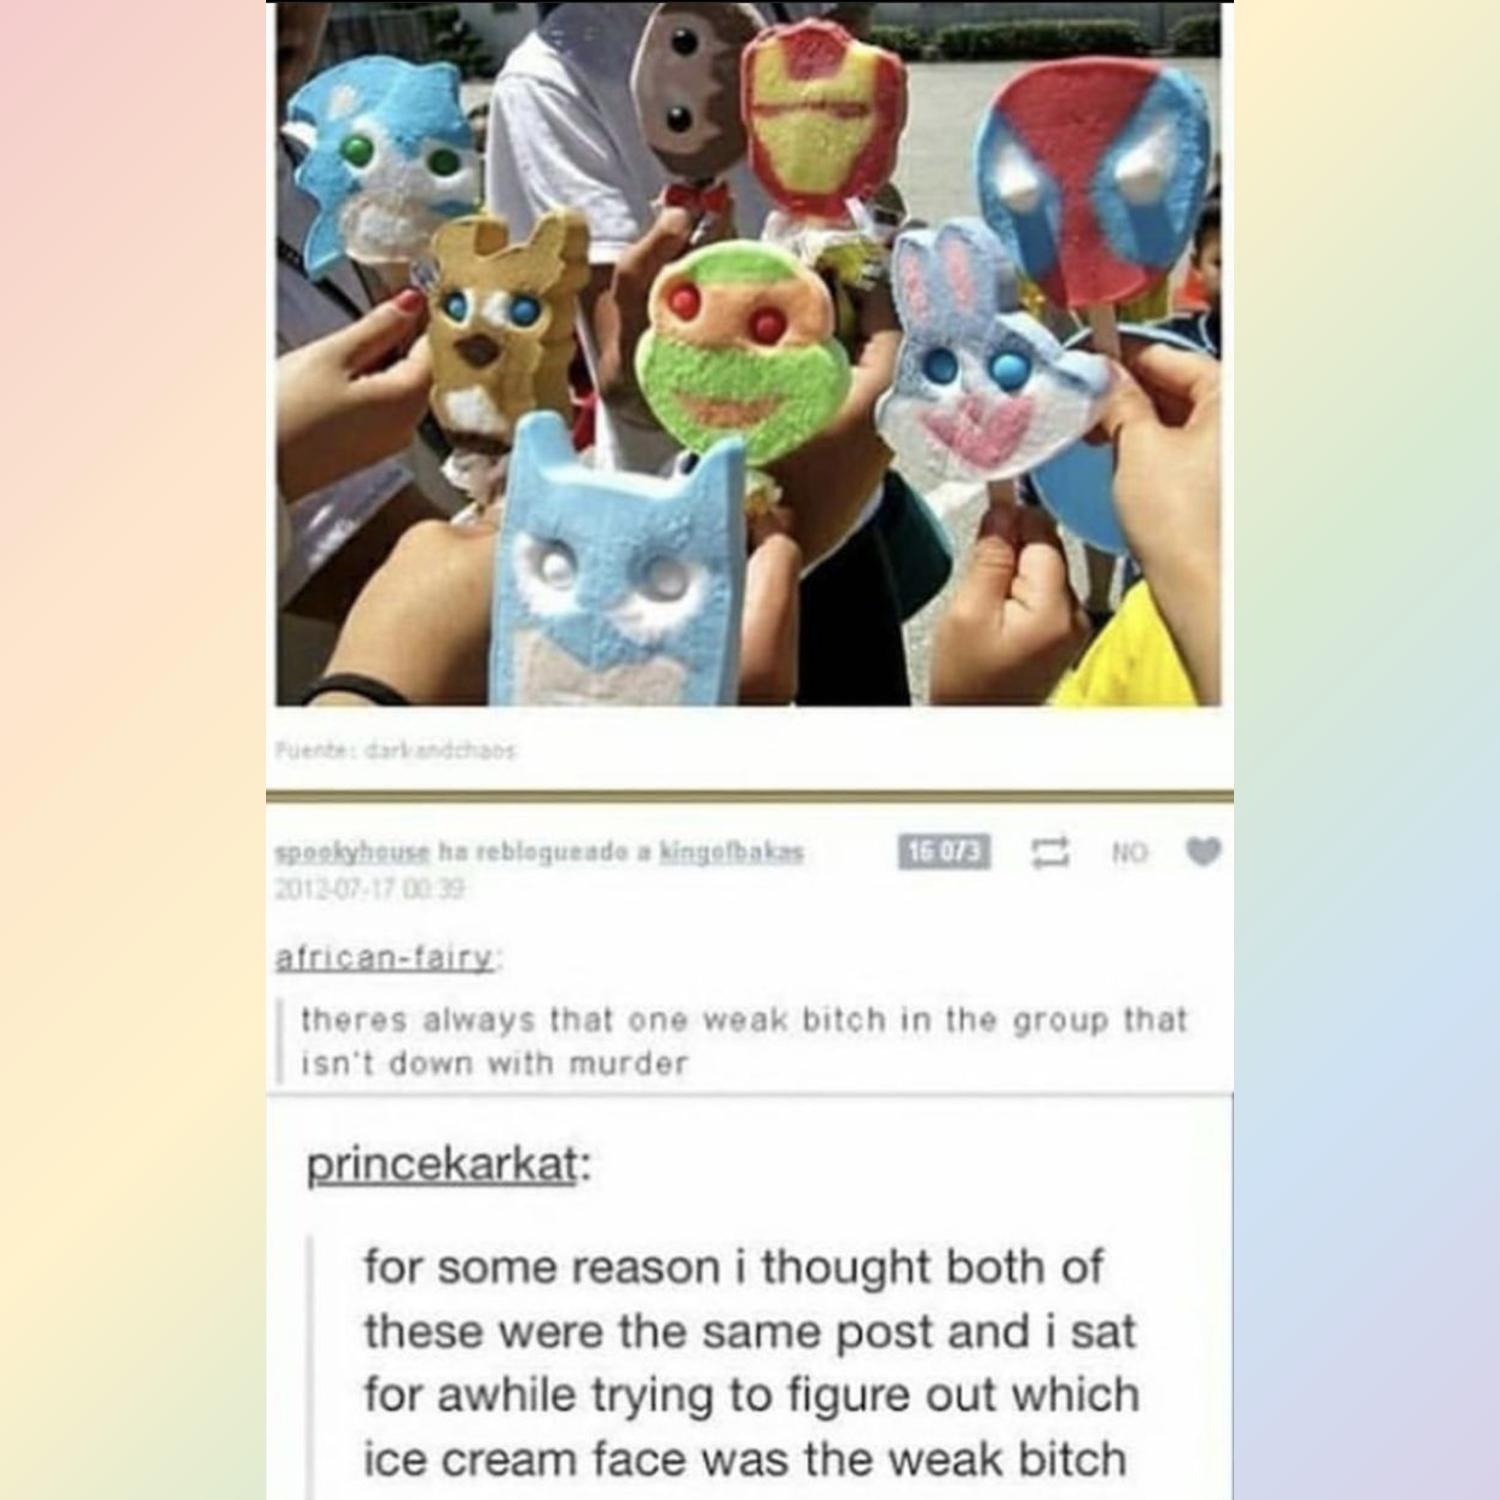 Fuente: darkandchaos
spookyhouse ha reblogueado a kingofbakas
16 073
NO
2012-07-17 00:39
african-fairy:
theres always that one weak bitch in the group that
isn't down with murder
princekarkat:
for some reason i thought both of
these were the same post and i sat
for awhile trying to figure out which
ice cream face was the weak bitch